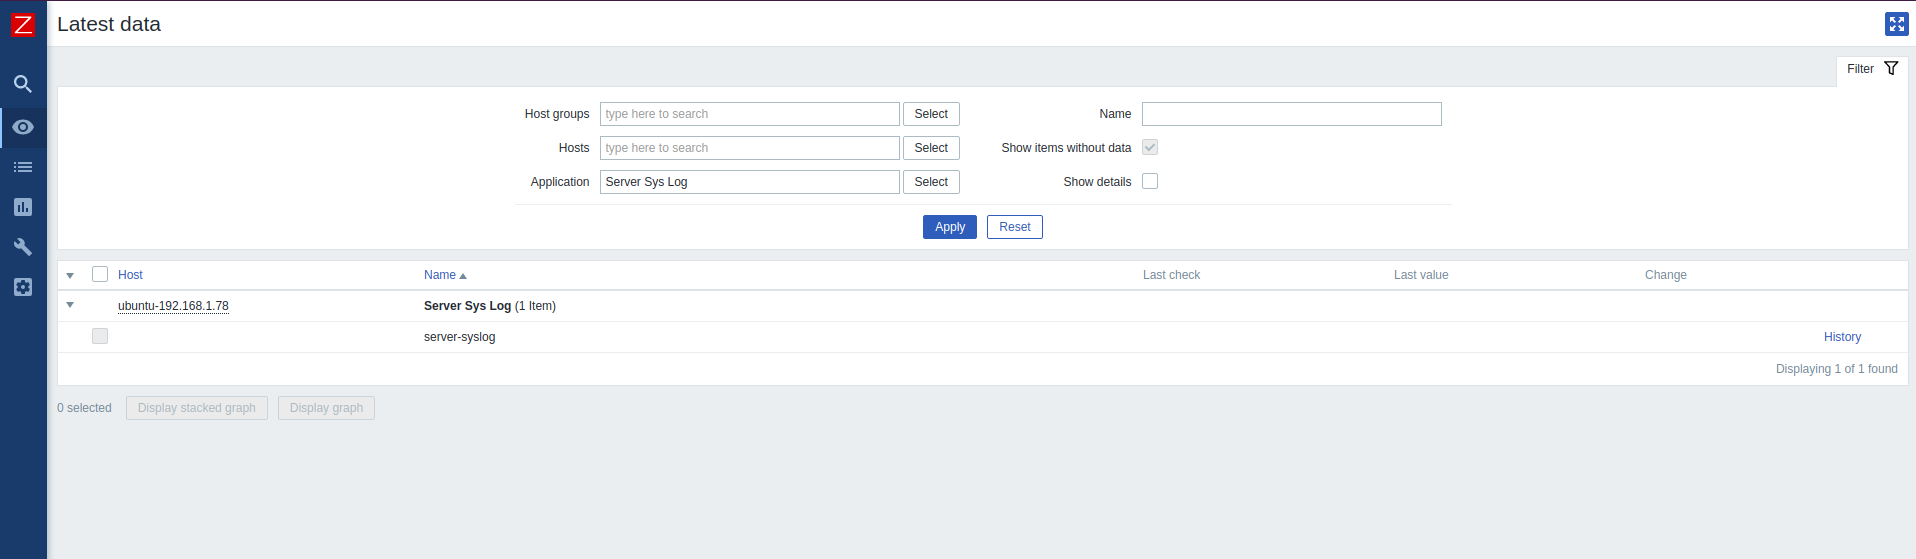 Z
Latest data
Filter
Host groups type here to search Select Name
Hosts type here to search Select Show items without data
Application Server Sys Log Select Show details
Apply Reset
Host Name Last check Last value Change
ubuntu-192.168.1.78 Server Sys Log (1 Item)
server-syslog History
Displaying 1 of 1 found
0 selected Display stacked graph Display graph